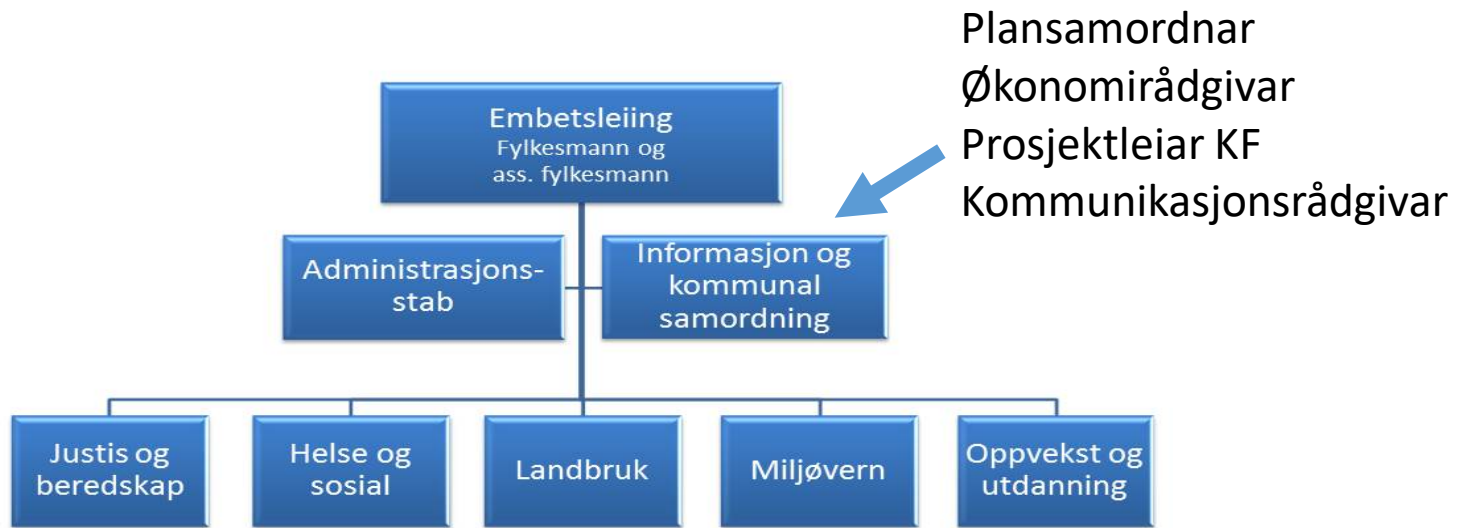 Plansamordnar
Økonomirådgivar
Prosjektleiar KF
Kommunikasjonsrådgivar
Embetsleiing
Fylkesmann og
ass. fylkesmann
Administrasjons-
stab
Informasjon og
kommunal
samordning
Justis og
beredskap
Helse og
sosial
Landbruk
Miljøvern
Oppvekst og
utdanning